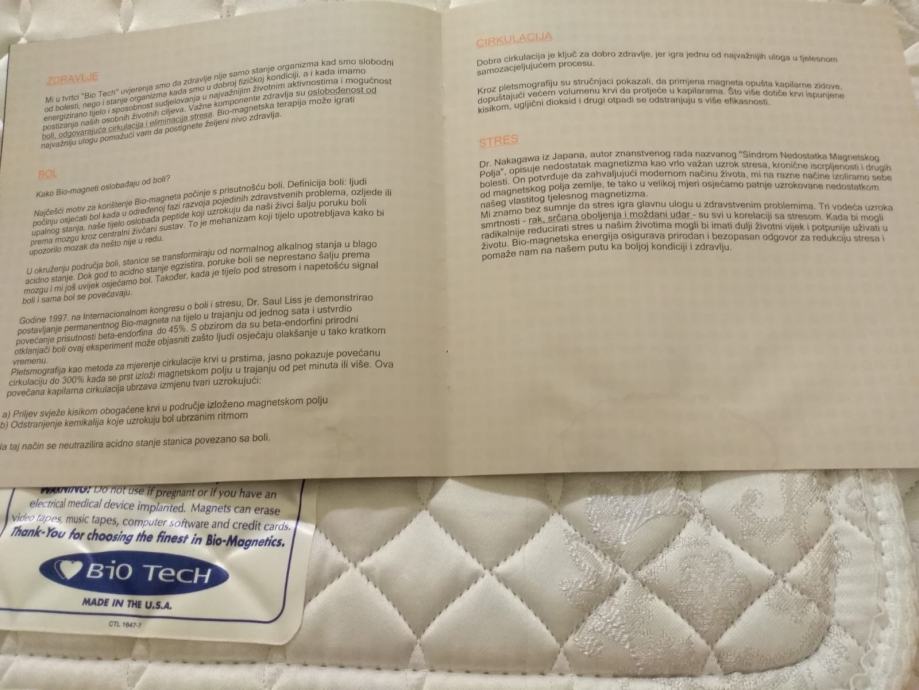 ZDRAVLJE
Mi u tvrtci "Bio Tech" uvjerenja smo da zdravlje nije samo stanje organizma kad smo slobodni
od bolesti, nego i stanje organizma kada smo u dobroj fizičkoj kondiciji, a i kada imamo
energizirano tijelo i sposobnost sudjelovanja u najvažnijim životnim aktivnostima i mogućnost
postizanja naših osobnih životnih ciljeva. Važne komponente zdravlja su oslobođenost od
boli, odgovarajuća cirkulacija i eliminacija stresa. Bio-magnetska terapija može igrati
najvažniju ulogu pomažući vam da postignete željeni nivo zdravlja.
BOL
Kako Bio-magneti oslobađaju od boli?
Najčešći motiv za korištenje Bio-magneta počinje s prisutnošću boli. Definicija boli: ljudi
počinju osjećati bol kada u određenoj fazi razvoja pojedinih zdravstvenih problema, ozljede ili
upalnog stanja, naše tijelo oslobađa peptide koji uzrokuju da naši živci šalju poruku boli
prema mozgu kroz centralni živčani sustav. To je mehanizam koji tijelo upotrebljava kako bi
upozorilo mozak da nešto nije u redu.
U okruženju područja boli, stanice se transformiraju od normalnog alkalnog stanja u blago
acidno stanje. Dok god to acidno stanje egzistira, poruke boli se neprestano šalju prema
mozgu i mi još uvijek osjećamo bol. Također, kada je tijelo pod stresom i napetošću signal
boli i sama bol se povećavaju.
Godine 1997. na Internacionalnom kongresu o boli i stresu, Dr. Saul Liss je demonstrirao
postavljanje permanentnog Bio-magneta na tijelo u trajanju od jednog sata i ustvrdio
povećanje prisutnosti beta-endorfina do 45%. S obzirom da su beta-endorfini prirodni
otklanjači boli ovaj eksperiment može objasniti zašto ljudi osjećaju olakšanje u tako kratkom
vremenu.
Pletsmografija kao metoda za mjerenje cirkulacije krvi u prstima, jasno pokazuje povećanu
cirkulaciju do 300% kada se prst izloži magnetskom polju u trajanju od pet minuta ili više. Ova
povećana kapilarna cirkulacija ubrzava izmjenu tvari uzrokujući:
a) Priljev svježe kisikom obogaćene krvi u područje izloženo magnetskom polju
b) Odstranjenje kemikalija koje uzrokuju bol ubrzanim ritmom
Na taj način se neutrazilira acidno stanje stanica povezano sa boli.
CIRKULACIJA
Dobra cirkulacija je ključ za dobro zdravlje, jer igra jednu od najvažnijih uloga u tjelesnom
samozacjeljujućem procesu.
Kroz pletsmografiju su stručnjaci pokazali, da primjena magneta opušta kapilarne zidove,
dopuštajući većem volumenu krvi da protječe u kapilarama. Što više dotiče krvi ispunjene
kisikom, ugljični dioksid i drugi otpadi se odstranjuju s više efikasnosti.
STRES
Dr. Nakagawa iz Japana, autor znanstvenog rada nazvanog "Sindrom Nedostatka Magnetskog
Polja", opisuje nedostatak magnetizma kao vrlo važan uzrok stresa, kronične iscrpljenosti i drugih
bolesti. On potvrđuje da zahvaljujući modernom načinu života, mi na razne načine izoliramo sebe
od magnetskog polja zemlje, te tako u velikoj mjeri osjećamo patnje uzrokovane nedostatkom
našeg vlastitog tjelesnog magnetizma.
Mi znamo bez sumnje da stres igra glavnu ulogu u zdravstvenim problemima. Tri vodeća uzroka
smrtnosti - rak, srčana oboljenja i moždani udar - su svi u korelaciji sa stresom. Kada bi mogli
radikalnije reducirati stres u našim životima mogli bi imati dulji životni vijek i potpunije uživati u
životu. Bio-magnetska energija osigurava prirodan i bezopasan odgovor za redukciju stresa i
pomaže nam na našem putu ka boljoj kondiciji i zdravlju.
WARNING: Do not use if pregnant or if you have an
electrical medical device implanted. Magnets can erase
video tapes, music tapes, computer software and credit cards.
Thank-You for choosing the finest in Bio-Magnetics.
BiO TecH
MADE IN THE U.S.A.
CTL 1647-7